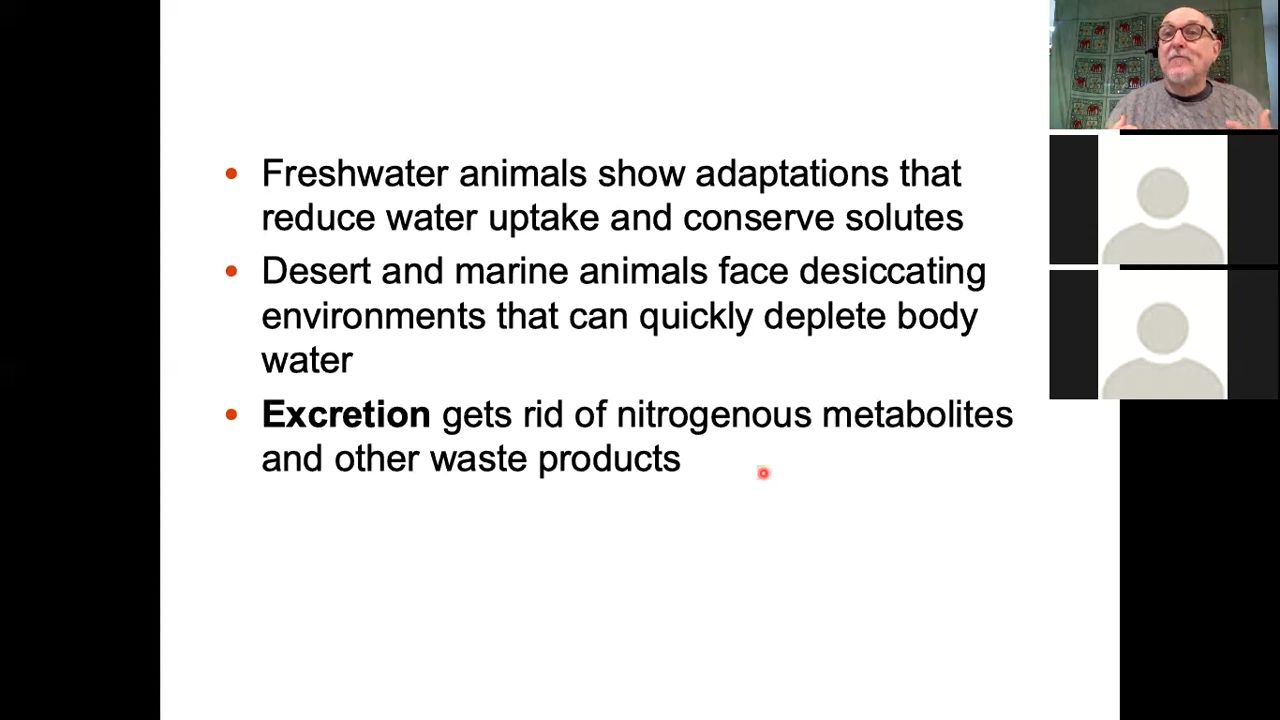 • Freshwater animals show adaptations that
reduce water uptake and conserve solutes
• Desert and marine animals face desiccating
environments that can quickly deplete body
water
• Excretion gets rid of nitrogenous metabolites
and other waste products